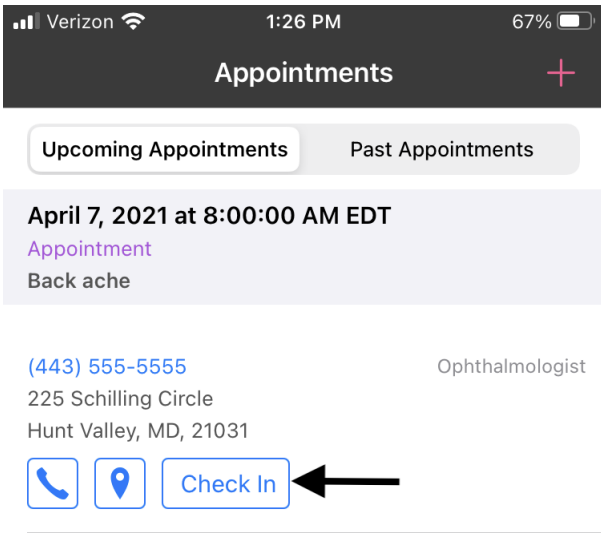 Verizon 1:26 PM 67%
Appointments
Upcoming Appointments Past Appointments
April 7, 2021 at 8:00:00 AM EDT
Appointment
Back ache
(443) 555-5555 Ophthalmologist
225 Schilling Circle
Hunt Valley, MD, 21031
Check In